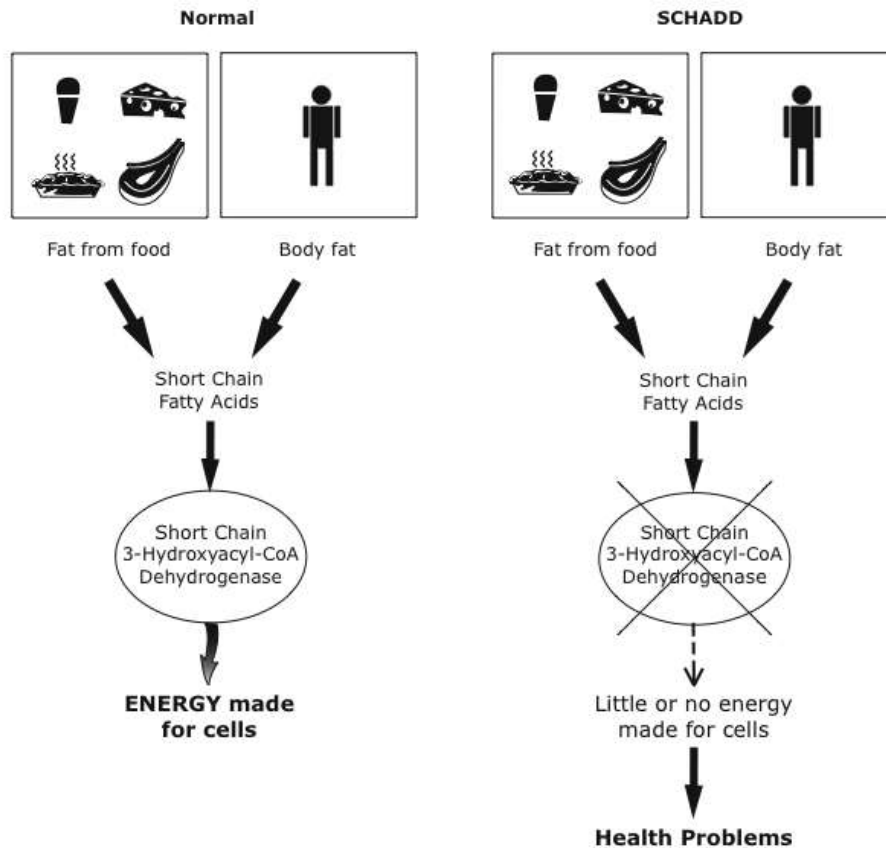 Normal
Fat from food
Body fat
Short Chain
Fatty Acids
Short Chain
3-Hydroxyacyl-CoA
Dehydrogenase
ENERGY made
for cells
SCHADD
Fat from food
Body fat
Short Chain
Fatty Acids
Short Chain
3-Hydroxyacyl-CoA
Dehydrogenase
Little or no energy
made for cells
Health Problems